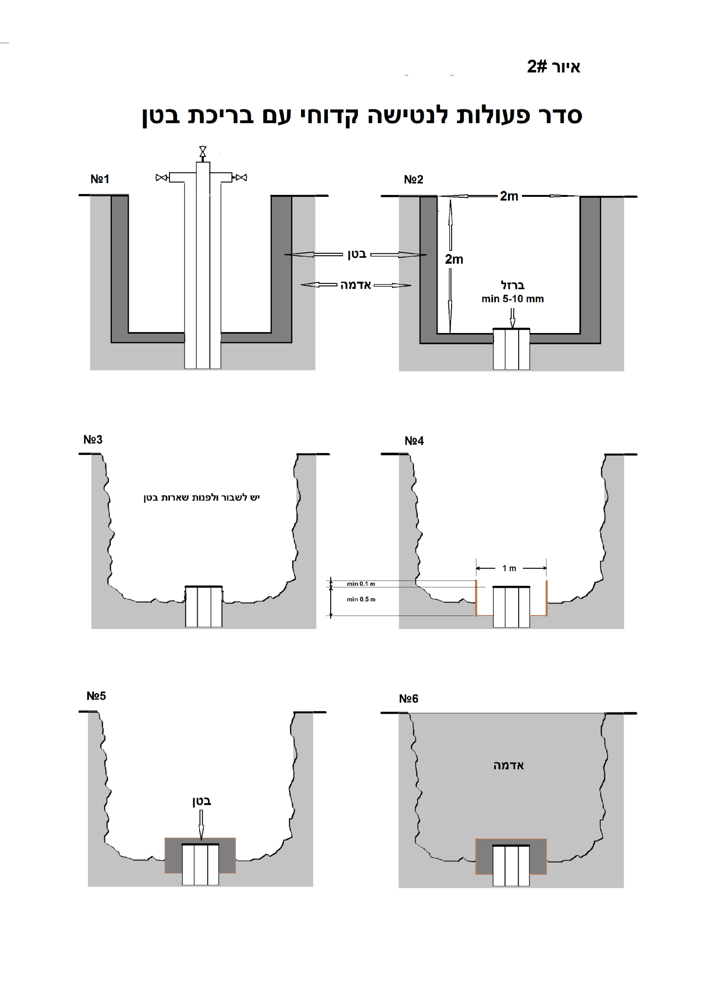 איור #2
סדר פעולות לנטישה קדוחי עם בריכת בטן
№1
№2
2m
2m
בטן
אדמה
ברזל
min 5-10 mm
№3
№4
יש לשבור ולפנות שארות בטן
1 m
min 0.1 m
min 0.5 m
№5
№6
אדמה
בטן